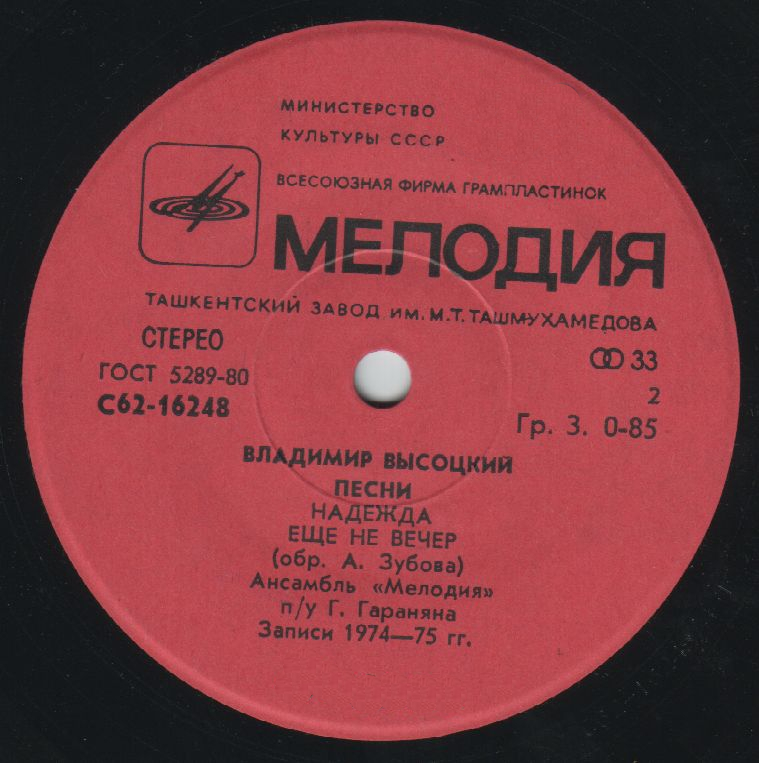 МИНИСТЕРСТВО
КУЛЬТУРЫ СССР
ВСЕСОЮЗНАЯ ФИРМА ГРАМПЛАСТИНОК
МЕЛОДИЯ
ТАШКЕНТСКИЙ ЗАВОД ИМ. М.Т. ТАШМУХАМЕДОВА
СТЕРЕО
33
ГОСТ 5289-80
2
С62-16248
Гр. 3. 0-85
ВЛАДИМИР ВЫСОЦКИЙ
ПЕСНИ
НАДЕЖДА
ЕЩЕ НЕ ВЕЧЕР
(обр. А. Зубова)
Ансамбль «Мелодия»
п/у Г. Гараняна
Записи 1974—75 гг.